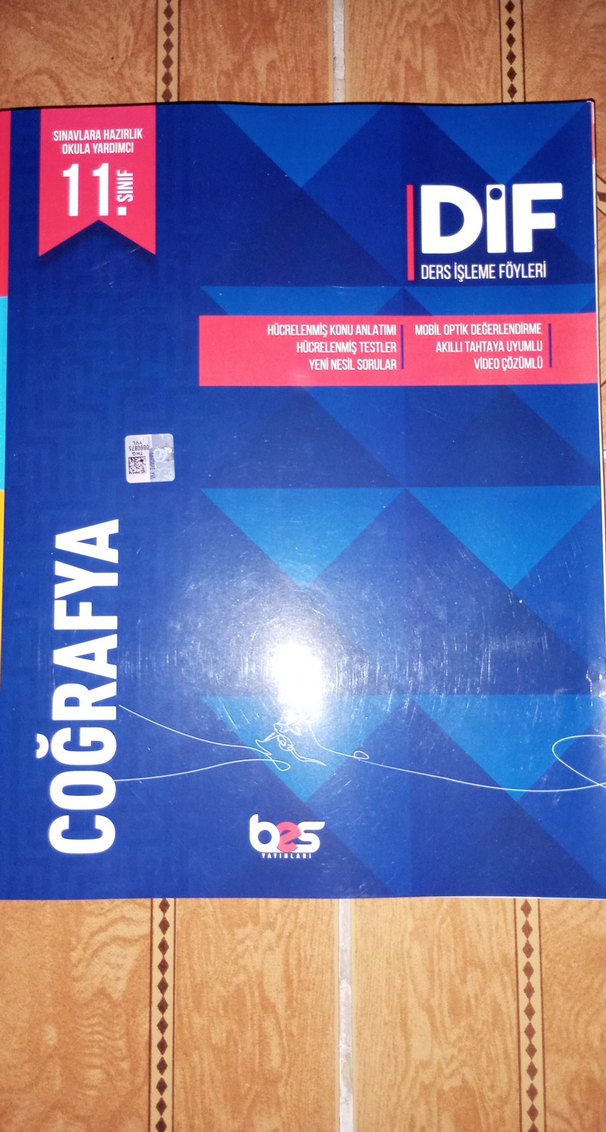 SINAVLARA HAZIRLIK
OKULA YARDIMCI
11. SINIF
DİF
DERS İŞLEME FÖYLERİ
HÜCRELENMİŞ KONU ANLATIMI
HÜCRELENMİŞ TESTLER
YENİ NESİL SORULAR
MOBİL OPTİK DEĞERLENDİRME
AKILLI TAHTAYA UYUMLU
VİDEO ÇÖZÜMLÜ
COĞRAFYA
bes
YAYINLARI